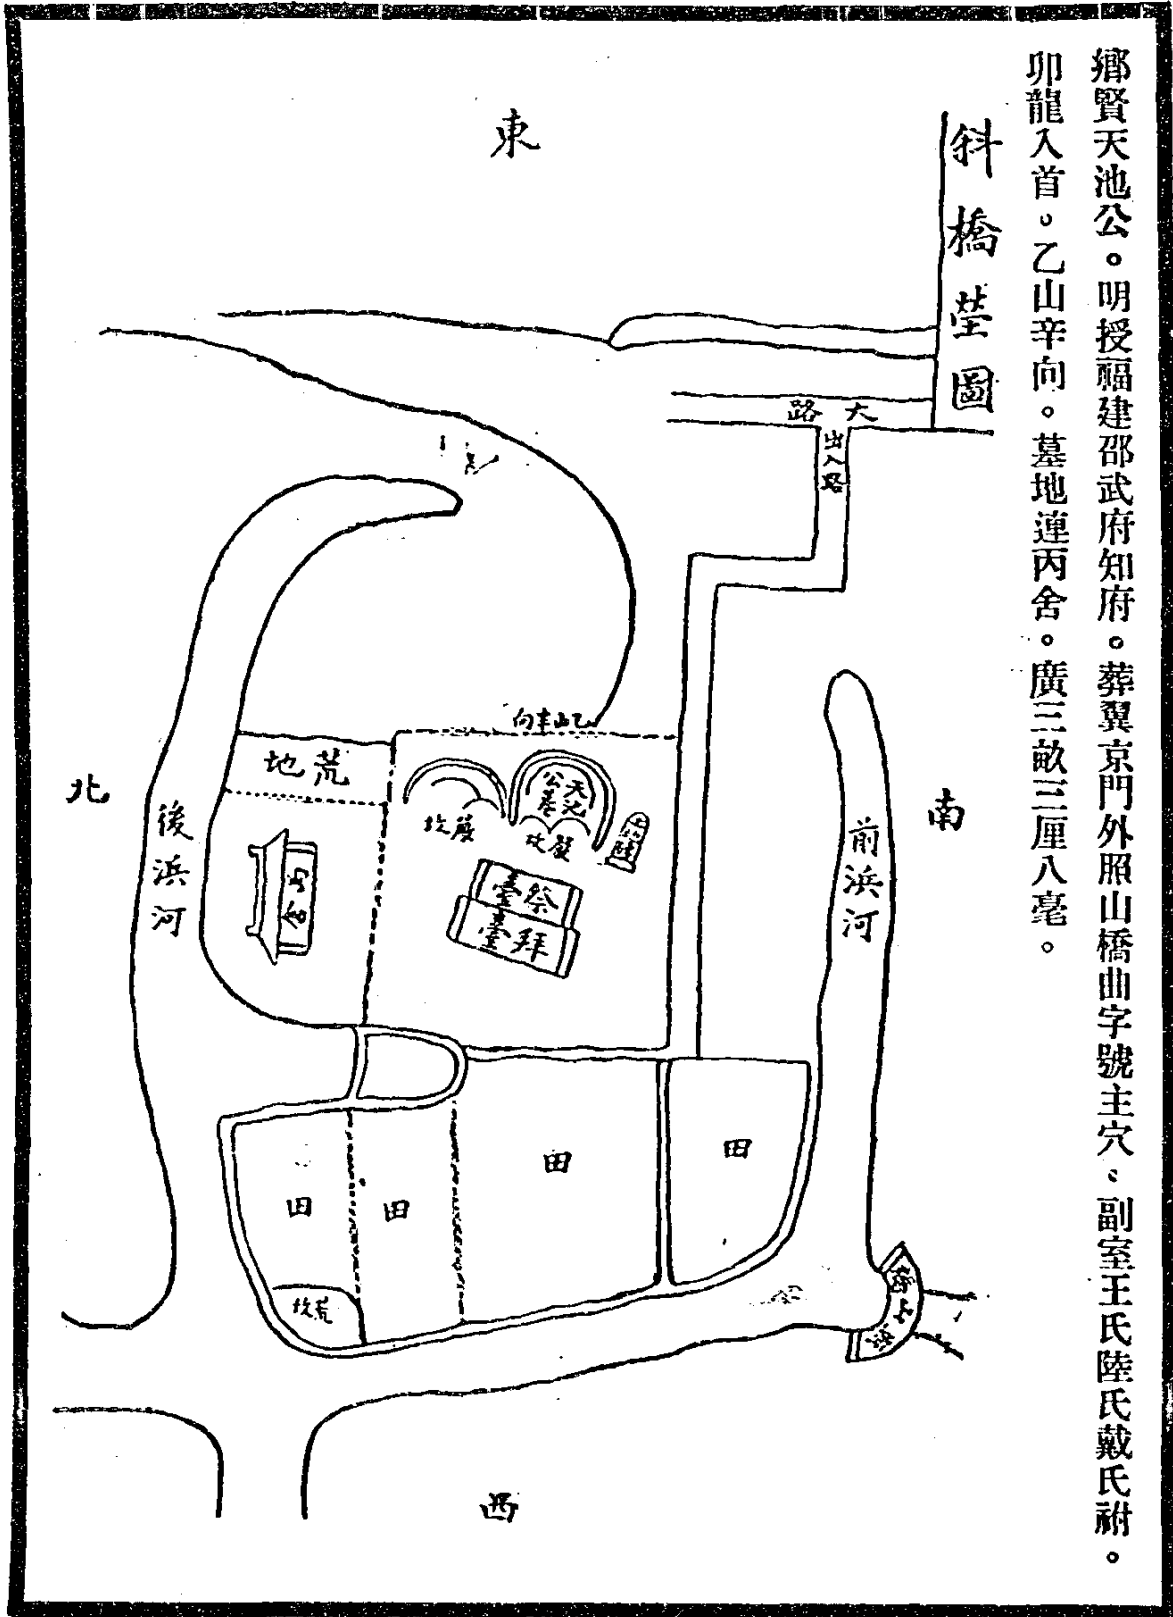 鄉賢天池公。明授福建邵武府知府。葬翼京門外照山橋曲字號主穴、副室王氏陸氏戴氏祔。
卯龍入首。乙山辛向。墓地連丙舍。廣三畝三厘八毫。
斜橋塋圖
東
大路
出入路
南
前浜河
乙山辛向
天池公墓
祭臺
拜臺
荒地
丙舍
後浜河
北
田
田
田
田
荒坟
照山桥
西